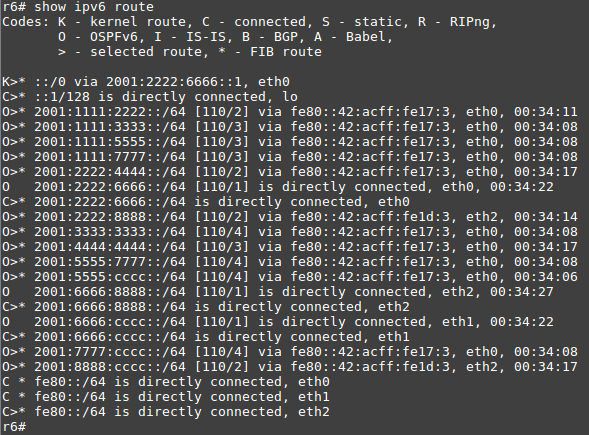 r6# show ipv6 route
Codes: K - kernel route, C - connected, S - static, R - RIPng,
O - OSPFv6, I - IS-IS, B - BGP, A - Babel,
> - selected route, * - FIB route
K>* ::/0 via 2001:2222:6666::1, eth0
C>* ::1/128 is directly connected, lo
O>* 2001:1111:2222::/64 [110/2] via fe80::42:acff:fe17:3, eth0, 00:34:11
O>* 2001:1111:3333::/64 [110/3] via fe80::42:acff:fe17:3, eth0, 00:34:08
O>* 2001:1111:5555::/64 [110/3] via fe80::42:acff:fe17:3, eth0, 00:34:08
O>* 2001:1111:7777::/64 [110/3] via fe80::42:acff:fe17:3, eth0, 00:34:08
O>* 2001:2222:4444::/64 [110/2] via fe80::42:acff:fe17:3, eth0, 00:34:17
O   2001:2222:6666::/64 [110/1] is directly connected, eth0, 00:34:22
C>* 2001:2222:6666::/64 is directly connected, eth0
O>* 2001:2222:8888::/64 [110/2] via fe80::42:acff:fe1d:3, eth2, 00:34:14
O>* 2001:3333:3333::/64 [110/4] via fe80::42:acff:fe17:3, eth0, 00:34:08
O>* 2001:4444:4444::/64 [110/3] via fe80::42:acff:fe17:3, eth0, 00:34:17
O>* 2001:5555:7777::/64 [110/4] via fe80::42:acff:fe17:3, eth0, 00:34:08
O>* 2001:5555:cccc::/64 [110/4] via fe80::42:acff:fe17:3, eth0, 00:34:06
O   2001:6666:8888::/64 [110/1] is directly connected, eth2, 00:34:27
C>* 2001:6666:8888::/64 is directly connected, eth2
O   2001:6666:cccc::/64 [110/1] is directly connected, eth1, 00:34:22
C>* 2001:6666:cccc::/64 is directly connected, eth1
O>* 2001:7777:cccc::/64 [110/4] via fe80::42:acff:fe17:3, eth0, 00:34:08
O>* 2001:8888:cccc::/64 [110/2] via fe80::42:acff:fe1d:3, eth2, 00:34:17
C * fe80::/64 is directly connected, eth0
C * fe80::/64 is directly connected, eth1
C>* fe80::/64 is directly connected, eth2
r6#